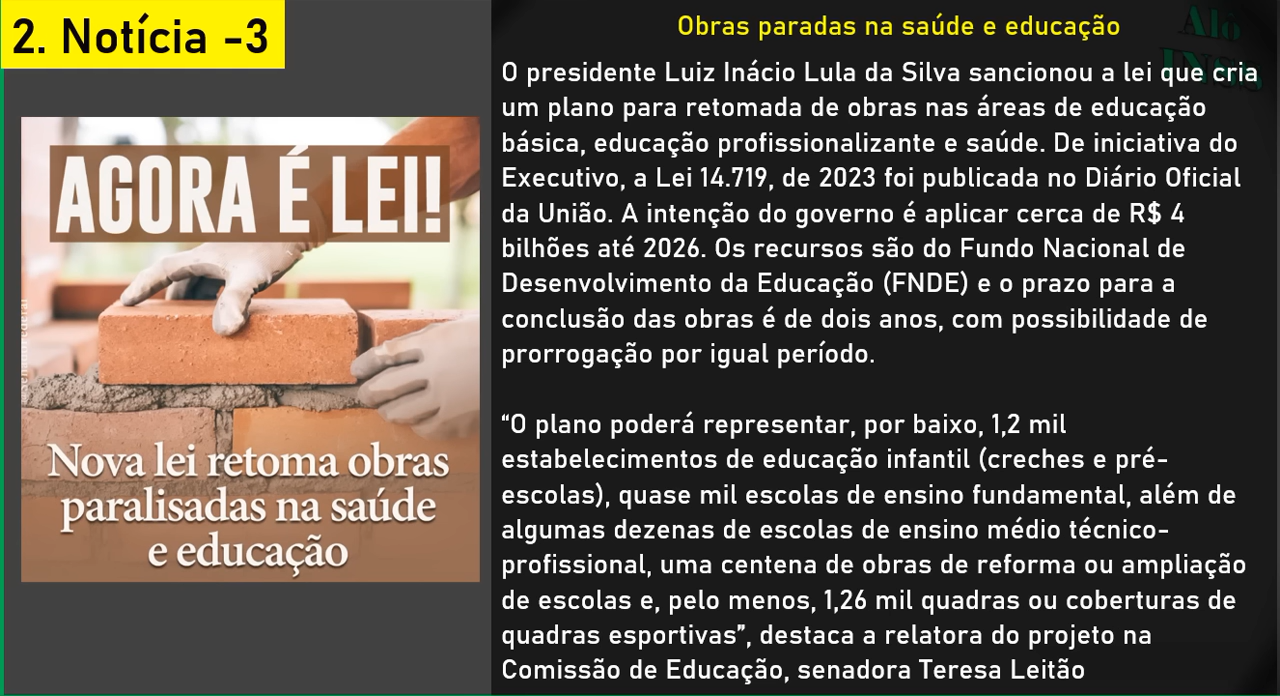 2. Notícia -3
AGORA É LEI!
Nova lei retoma obras
paralisadas na saúde
e educação
Alô
INSS
Obras paradas na saúde e educação
O presidente Luiz Inácio Lula da Silva sancionou a lei que cria
um plano para retomada de obras nas áreas de educação
básica, educação profissionalizante e saúde. De iniciativa do
Executivo, a Lei 14.719, de 2023 foi publicada no Diário Oficial
da União. A intenção do governo é aplicar cerca de R$ 4
bilhões até 2026. Os recursos são do Fundo Nacional de
Desenvolvimento da Educação (FNDE) e o prazo para a
conclusão das obras é de dois anos, com possibilidade de
prorrogação por igual período.
“O plano poderá representar, por baixo, 1,2 mil
estabelecimentos de educação infantil (creches e pré-
escolas), quase mil escolas de ensino fundamental, além de
algumas dezenas de escolas de ensino médio técnico-
profissional, uma centena de obras de reforma ou ampliação
de escolas e, pelo menos, 1,26 mil quadras ou coberturas de
quadras esportivas”, destaca a relatora do projeto na
Comissão de Educação, senadora Teresa Leitão